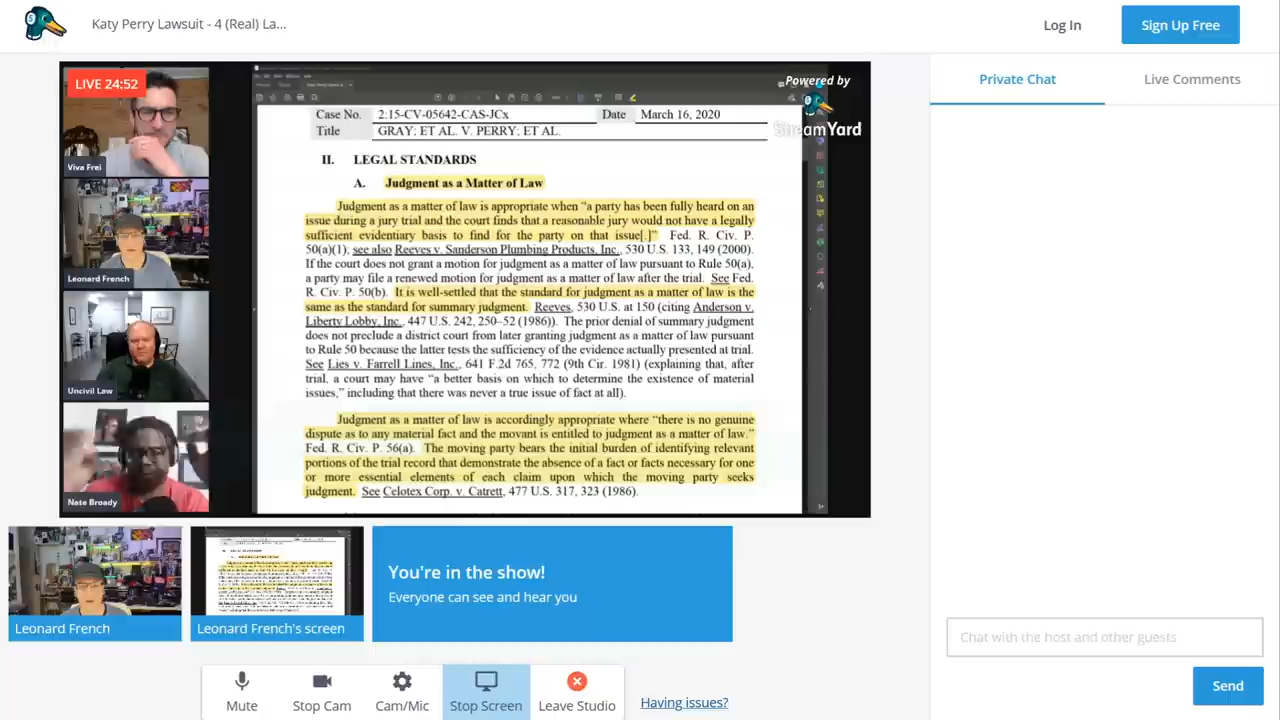 Katy Perry Lawsuit - 4 (Real) La...
Log In
Sign Up Free
LIVE 24:52
Viva Frei
Leonard French
Uncivil Law
Nate Broady
Powered by
StreamYard
Case No. 2:15-CV-05642-CAS-JCx Date March 16, 2020
Title GRAY; ET AL. V. PERRY; ET AL.
II. LEGAL STANDARDS
A. Judgment as a Matter of Law
Judgment as a matter of law is appropriate when “a party has been fully heard on an
issue during a jury trial and the court finds that a reasonable jury would not have a legally
sufficient evidentiary basis to find for the party on that issue[.]” Fed. R. Civ. P.
50(a)(1); see also Reeves v. Sanderson Plumbing Products, Inc., 530 U.S. 133, 149 (2000).
If the court does not grant a motion for judgment as a matter of law pursuant to Rule 50(a),
a party may file a renewed motion for judgment as a matter of law after the trial. See Fed.
R. Civ. P. 50(b). It is well-settled that the standard for judgment as a matter of law is the
same as the standard for summary judgment. Reeves, 530 U.S. at 150 (citing Anderson v.
Liberty Lobby, Inc., 447 U.S. 242, 250–52 (1986)). The prior denial of summary judgment
does not preclude a district court from later granting judgment as a matter of law pursuant
to Rule 50 because the latter tests the sufficiency of the evidence actually presented at trial.
See Lies v. Farrell Lines, Inc., 641 F.2d 765, 772 (9th Cir. 1981) (explaining that, after
trial, a court may have “a better basis on which to determine the existence of material
issues,” including that there was never a true issue of fact at all).
Judgment as a matter of law is accordingly appropriate where “there is no genuine
dispute as to any material fact and the movant is entitled to judgment as a matter of law.”
Fed. R. Civ. P. 56(a). The moving party bears the initial burden of identifying relevant
portions of the trial record that demonstrate the absence of a fact or facts necessary for one
or more essential elements of each claim upon which the moving party seeks
judgment. See Celotex Corp. v. Catrett, 477 U.S. 317, 323 (1986).
Private Chat
Live Comments
Leonard French
Leonard French's screen
You're in the show!
Everyone can see and hear you
Chat with the host and other guests
Send
Mute
Stop Cam
Cam/Mic
Stop Screen
Leave Studio
Having issues?